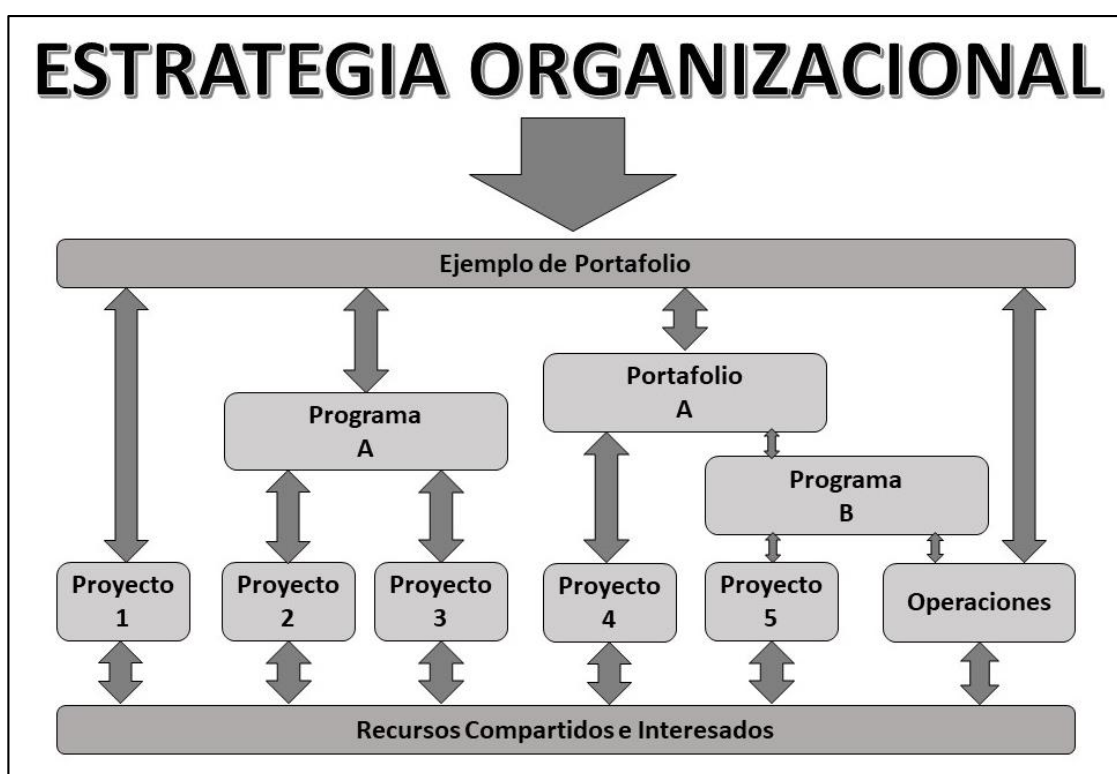 ESTRATEGIA ORGANIZACIONAL
Ejemplo de Portafolio
Portafolio
A
Programa
A
Programa
B
Proyecto
1
Proyecto
2
Proyecto
3
Proyecto
4
Proyecto
5
Operaciones
Recursos Compartidos e Interesados